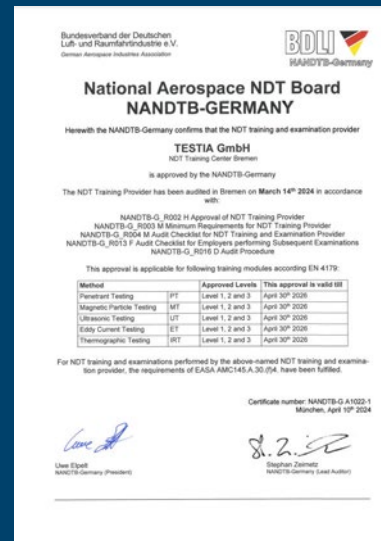 Bundesverband der Deutschen
Luft- und Raumfahrtindustrie e.V.
German Aerospace Industries Association
BDLI
NANDTB-Germany
National Aerospace NDT Board
NANDTB-GERMANY
Herewith the NANDTB-Germany confirms that the NDT training and examination provider
TESTIA GmbH
NDT Training Center Bremen
is approved by the NANDTB-Germany
The NDT Training Provider has been audited in Bremen on March 14th 2024 in accordance
with:
NANDTB-G_R002 H Approval of NDT Training Provider
NANDTB-G_R003 M Minimum Requirements for NDT Training Provider
NANDTB-G_R004 M Audit Checklist for NDT Training and Examination Provider
NANDTB-G_R013 F Audit Checklist for Employers performing Subsequent Examinations
NANDTB-G_R016 D Audit Procedure
This approval is applicable for following training modules according EN 4179:
Method Approved Levels This approval is valid till
Penetrant Testing PT Level 1, 2 and 3 April 30th 2026
Magnetic Particle Testing MT Level 1, 2 and 3 April 30th 2026
Ultrasonic Testing UT Level 1, 2 and 3 April 30th 2026
Eddy Current Testing ET Level 1, 2 and 3 April 30th 2026
Thermographic Testing IRT Level 1, 2 and 3 April 30th 2026
For NDT training and examinations performed by the above-named NDT training and examina-
tion provider, the requirements of EASA AMC145.A.30.(f)4. have been fulfilled.
Certificate number: NANDTB-G A1022-1
München, April 10th 2024
Uwe Elpelt
NANDTB-Germany (President)
Stephan Zeimetz
NANDTB-Germany (Lead Auditor)